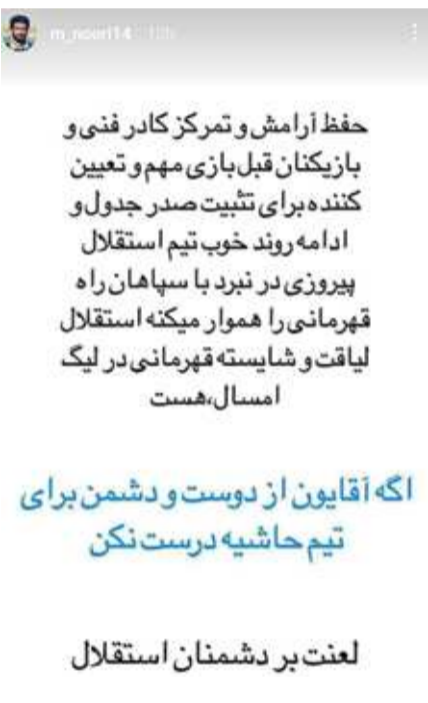 m_noori14 16h
حفظ آرامش و تمرکز کادر فنی و
بازیکنان قبل بازی مهم و تعیین
کننده برای تثبیت صدر جدول و
ادامه روند خوب تیم استقلال
پیروزی در نبرد با سپاهان راه
قهرمانی را هموار میکنه استقلال
لیاقت و شایسته قهرمانی در لیگ
امسال،هست
اگه آقایون از دوست و دشمن برای
تیم حاشیه درست نکن
لعنت بر دشمنان استقلال